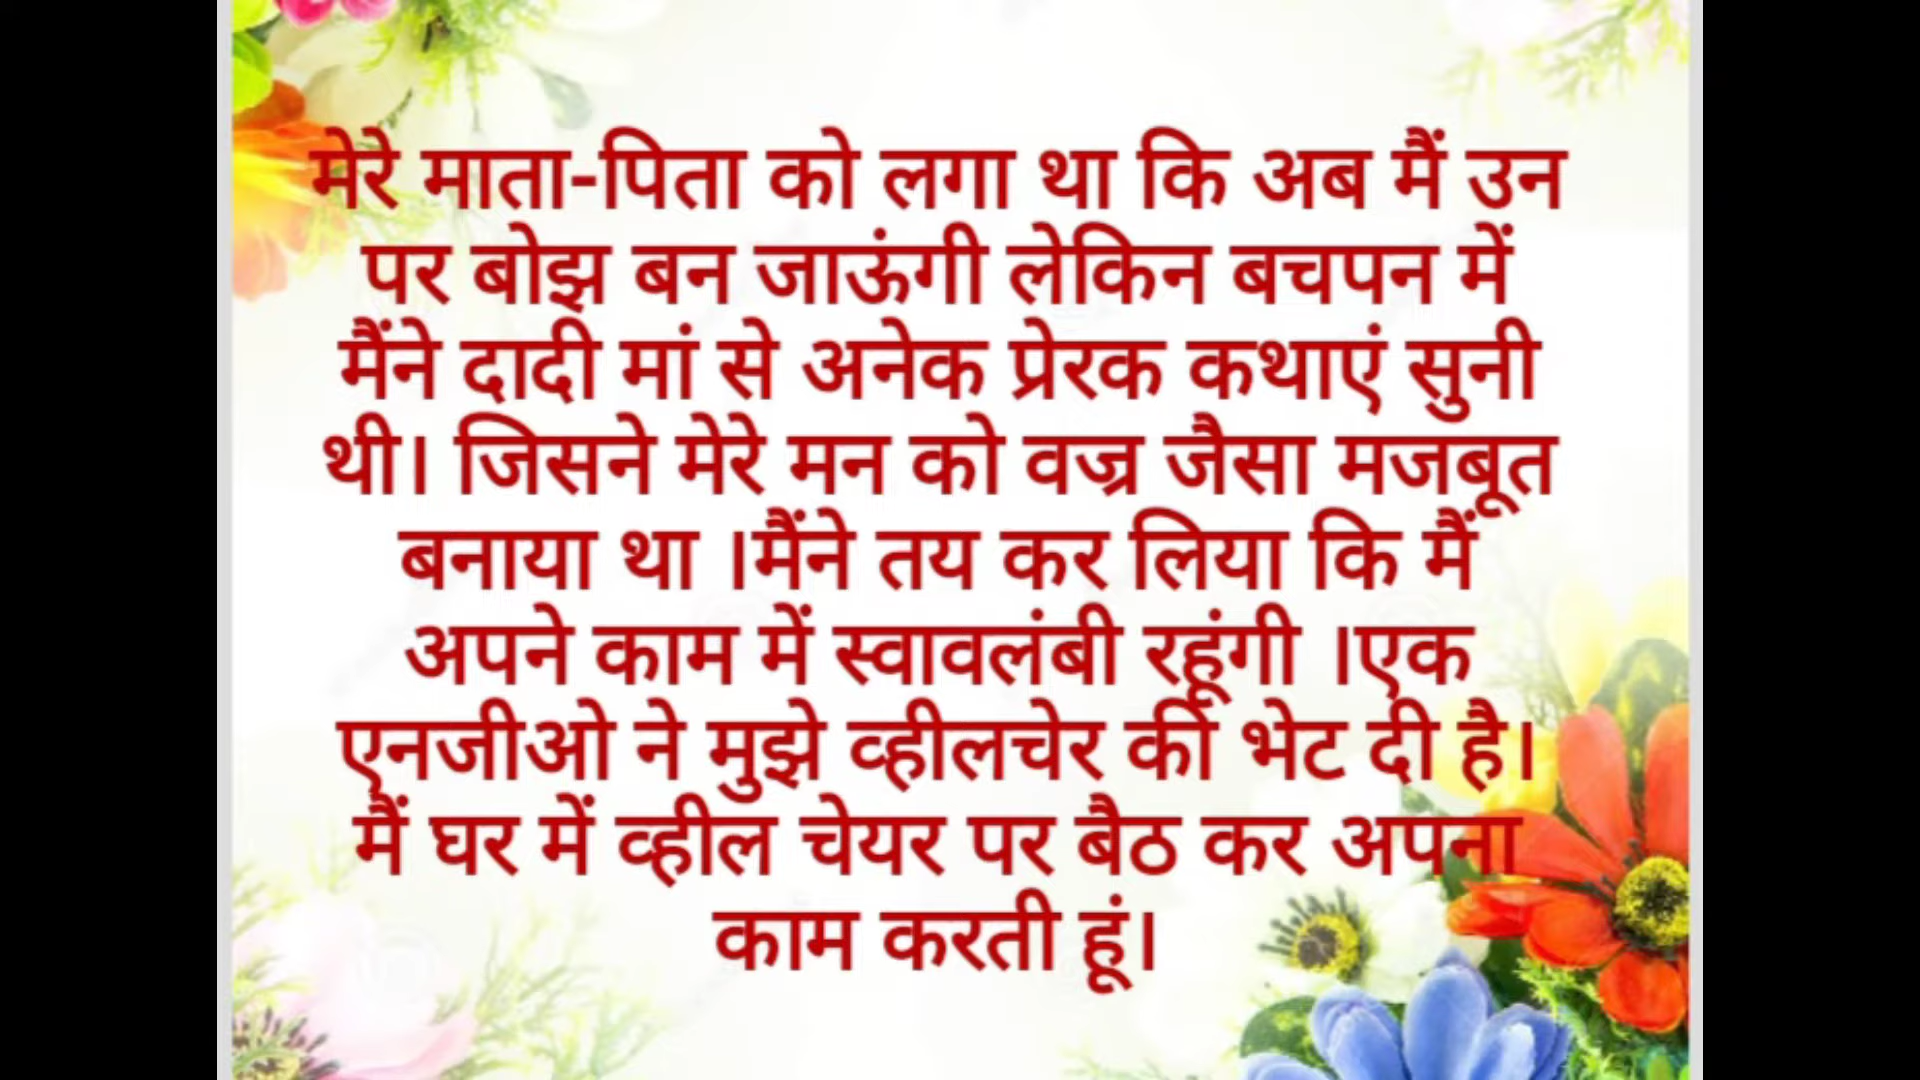 मेरे माता-पिता को लगा था कि अब मैं उन
पर बोझ बन जाऊंगी लेकिन बचपन में
मैंने दादी मां से अनेक प्रेरक कथाएं सुनी
थी। जिसने मेरे मन को वज्र जैसा मजबूत
बनाया था ।मैंने तय कर लिया कि मैं
अपने काम में स्वावलंबी रहूंगी ।एक
एनजीओ ने मुझे व्हीलचेर की भेट दी है।
मैं घर में व्हील चेयर पर बैठ कर अपना
काम करती हूं।